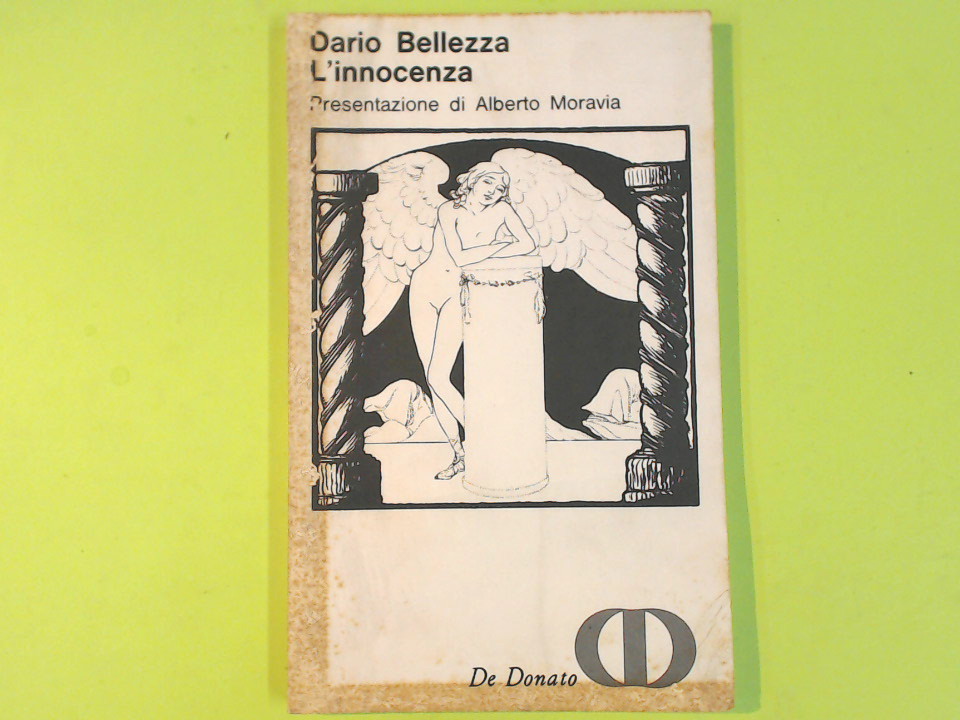 Dario Bellezza
L'innocenza
Presentazione di Alberto Moravia
De Donato